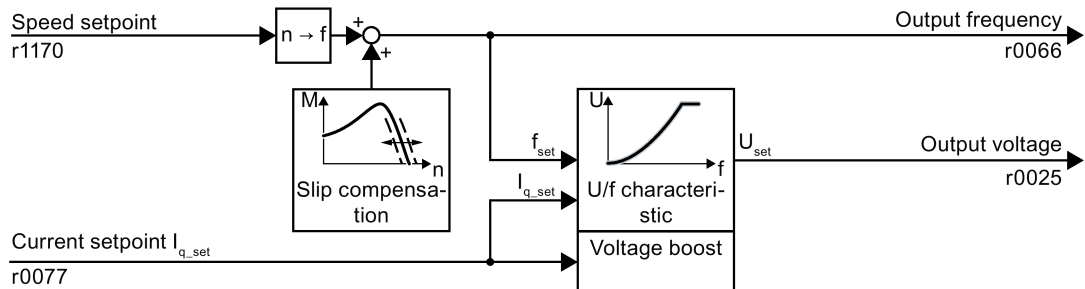 Speed setpoint
r1170
n → f
+
+
Output frequency
r0066
M
n
Slip compensa-
tion
U
f
U/f characteri-
stic
f_set
I_q_set
U_set
Output voltage
r0025
Current setpoint I_q_set
r0077
Voltage boost